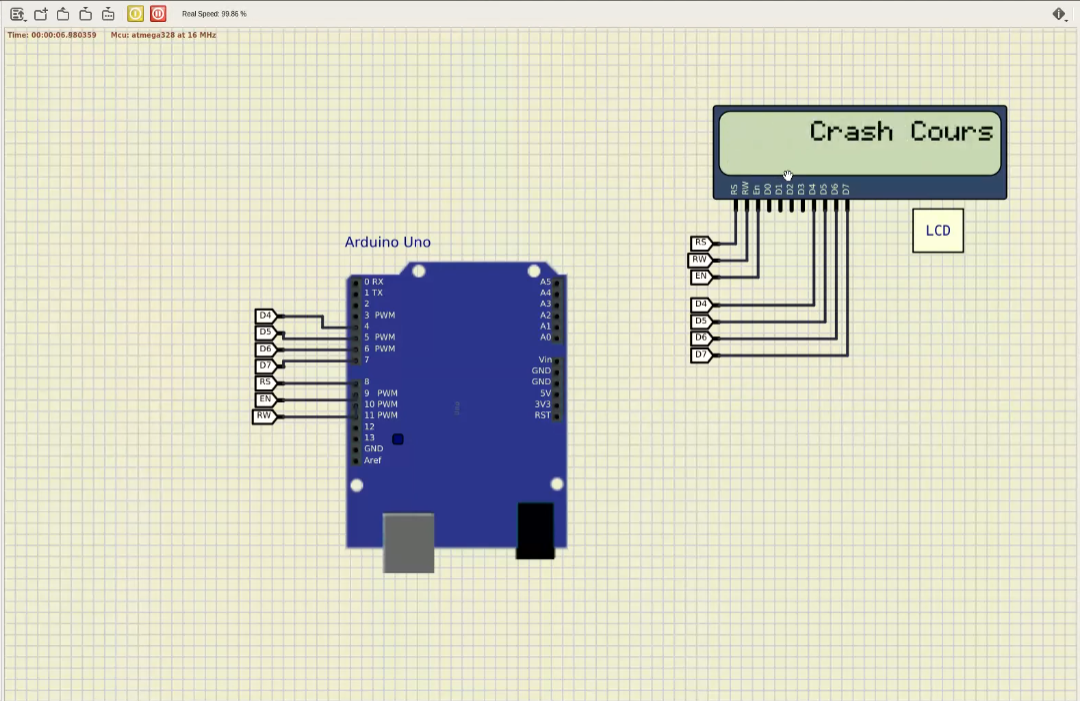 Real Speed: 99.86 %
Time: 00:00:06.980359 Mcu: atmega328 at 16 MHz
Crash Cours
RS RW En D0 D1 D2 D3 D4 D5 D6 D7
LCD
RS
RW
EN
D4
D5
D6
D7
Arduino Uno
D4
D5
D6
D7
RS
EN
RW
0 RX
1 TX
2
3 PWM
4
5 PWM
6 PWM
7
8
9 PWM
10 PWM
11 PWM
12
13
GND
Aref
A5
A4
A3
A2
A1
A0
Vin
GND
GND
5V
3V3
RST